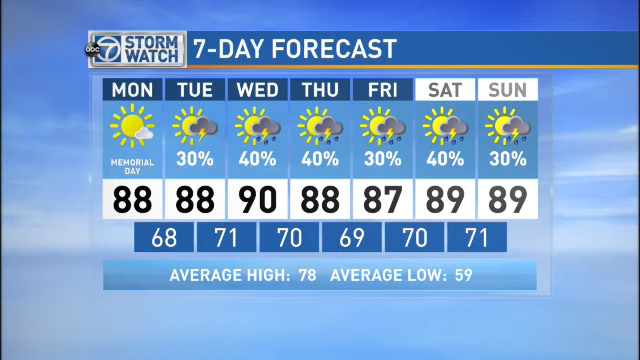 abc 7 STORM WATCH 7-DAY FORECAST
MON TUE WED THU FRI SAT SUN
MEMORIAL DAY 30% 40% 40% 30% 40% 30%
88 88 90 88 87 89 89
68 71 70 69 70 71
AVERAGE HIGH: 78 AVERAGE LOW: 59